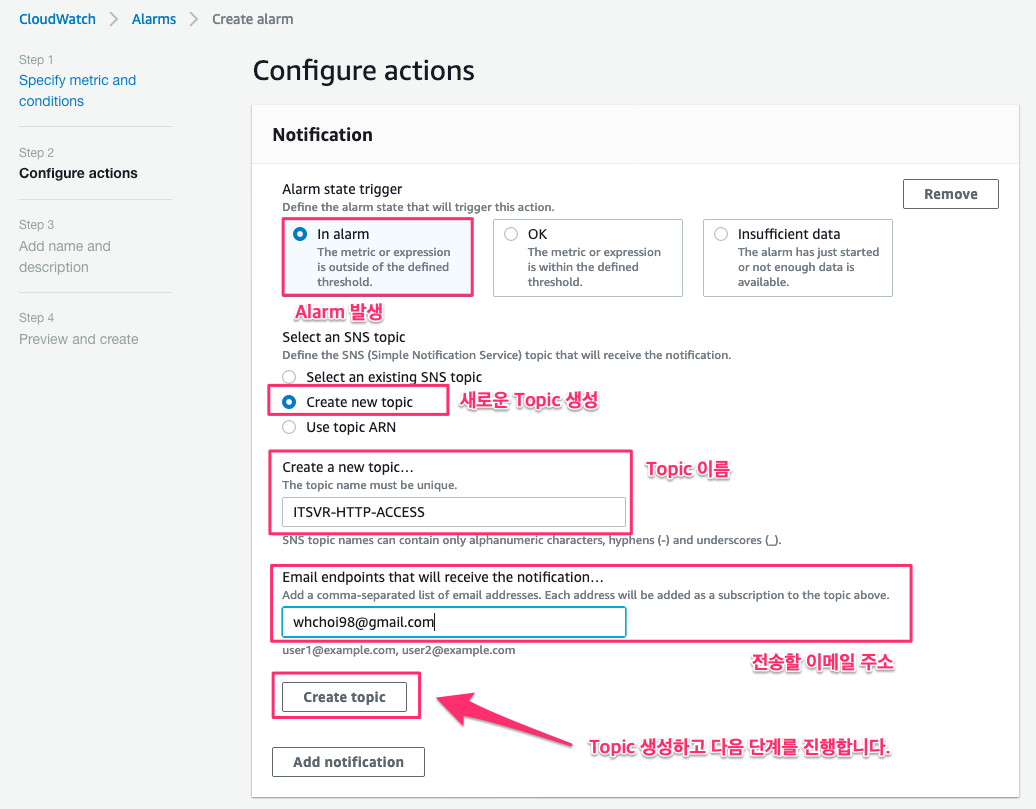 CloudWatch > Alarms > Create alarm
Step 1
Specify metric and
conditions
Step 2
Configure actions
Step 3
Add name and
description
Step 4
Preview and create
Configure actions
Notification
Alarm state trigger
Define the alarm state that will trigger this action.
Remove
In alarm
The metric or expression
is outside of the defined
threshold.
OK
The metric or expression
is within the defined
threshold.
Insufficient data
The alarm has just started
or not enough data is
available.
Alarm 발생
Select an SNS topic
Define the SNS (Simple Notification Service) topic that will receive the notification.
Select an existing SNS topic
Create new topic
새로운 Topic 생성
Use topic ARN
Create a new topic…
Topic 이름
The topic name must be unique.
ITSVR-HTTP-ACCESS
SNS topic names can contain only alphanumeric characters, hyphens (-) and underscores (_).
Email endpoints that will receive the notification…
Add a comma-separated list of email addresses. Each address will be added as a subscription to the topic above.
whchoi98@gmail.com
user1@example.com, user2@example.com
전송할 이메일 주소
Create topic
Topic 생성하고 다음 단계를 진행합니다.
Add notification